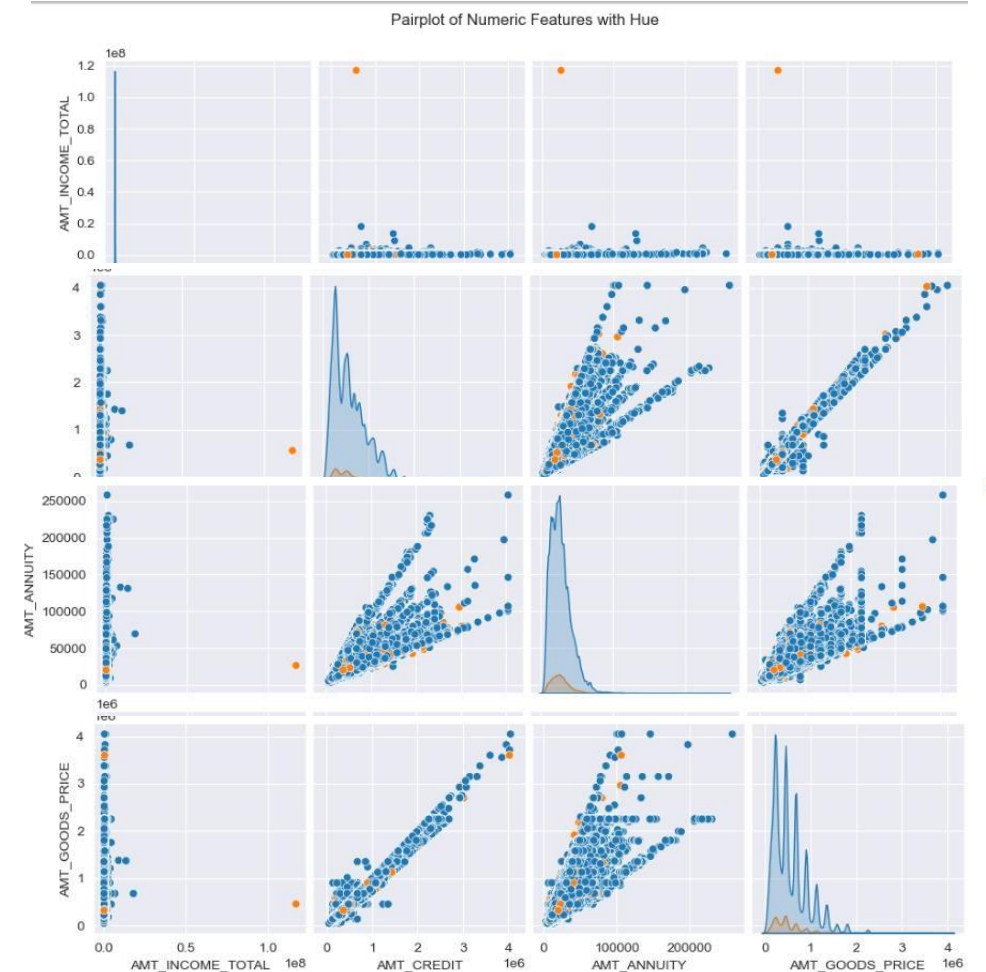 Pairplot of Numeric Features with Hue
1e8
1.2
1.0
0.8
0.6
0.4
0.2
0.0
AMT_INCOME_TOTAL
4
3
2
1
250000
200000
150000
100000
50000
0
AMT_ANNUITY
1e6
4
3
2
1
0
AMT_GOODS_PRICE
0.0 0.5 1.0 0 1 2 3 4 0 100000 200000 0 1 2 3 4
AMT_INCOME_TOTAL 1e8 AMT_CREDIT 1e6 AMT_ANNUITY AMT_GOODS_PRICE 1e6